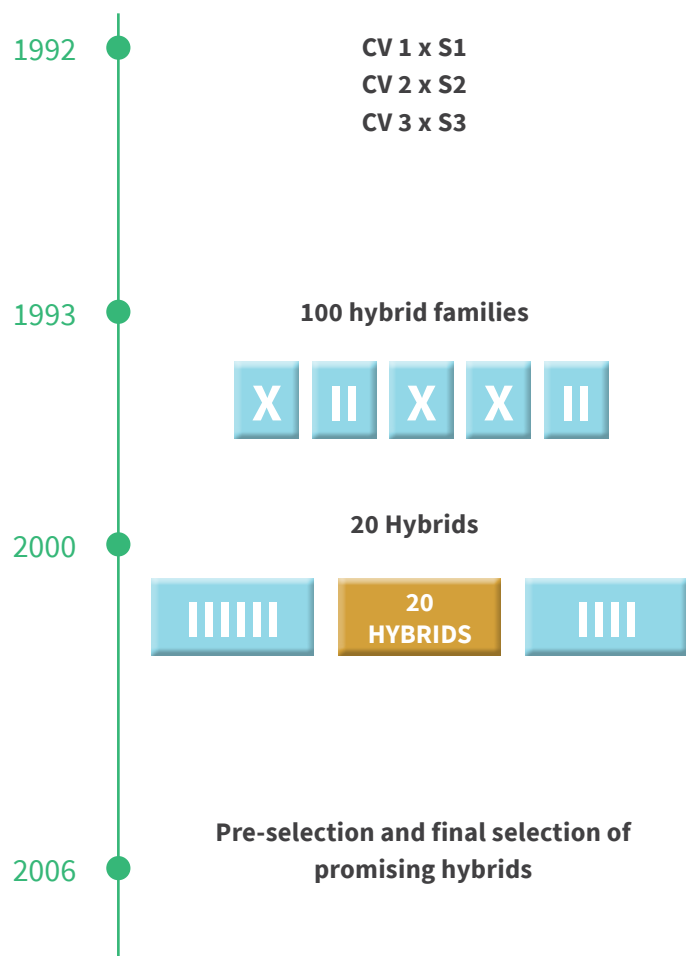 1992
CV 1 x S1
CV 2 x S2
CV 3 x S3
1993
100 hybrid families
X II X X II
2000
20 Hybrids
IIIIII
20
HYBRIDS
IIII
2006
Pre-selection and final selection of
promising hybrids